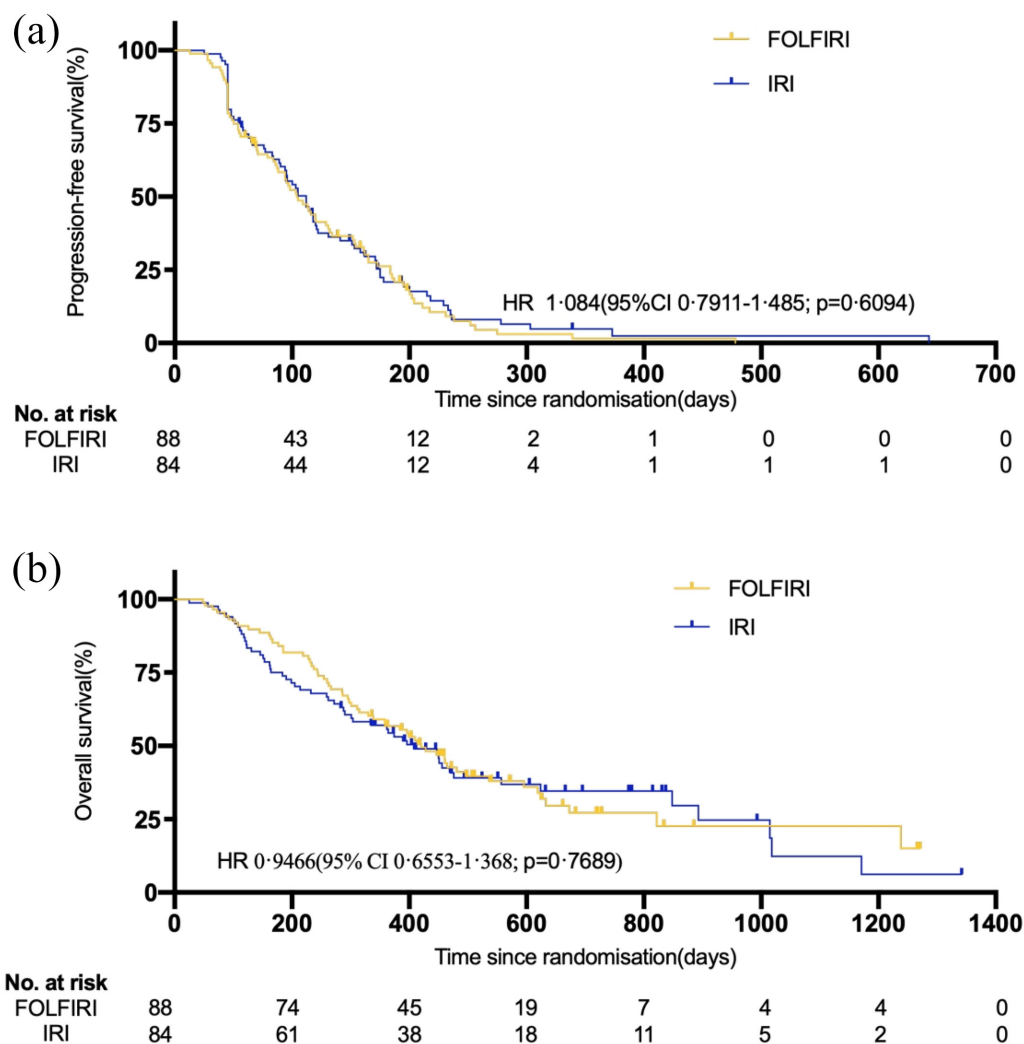 (a)
FOLFIRI
IRI
Progression-free survival(%)
100
75
50
25
0
HR 1·084(95%CI 0·7911-1·485; p=0·6094)
0 100 200 300 400 500 600 700
Time since randomisation(days)
No. at risk
FOLFIRI 88 43 12 2 1 0 0 0
IRI 84 44 12 4 1 1 1 0
(b)
FOLFIRI
IRI
Overall survival(%)
100
75
50
25
0
HR 0·9466(95% CI 0·6553-1·368; p=0·7689)
0 200 400 600 800 1000 1200 1400
Time since randomisation(days)
No. at risk
FOLFIRI 88 74 45 19 7 4 4 0
IRI 84 61 38 18 11 5 2 0